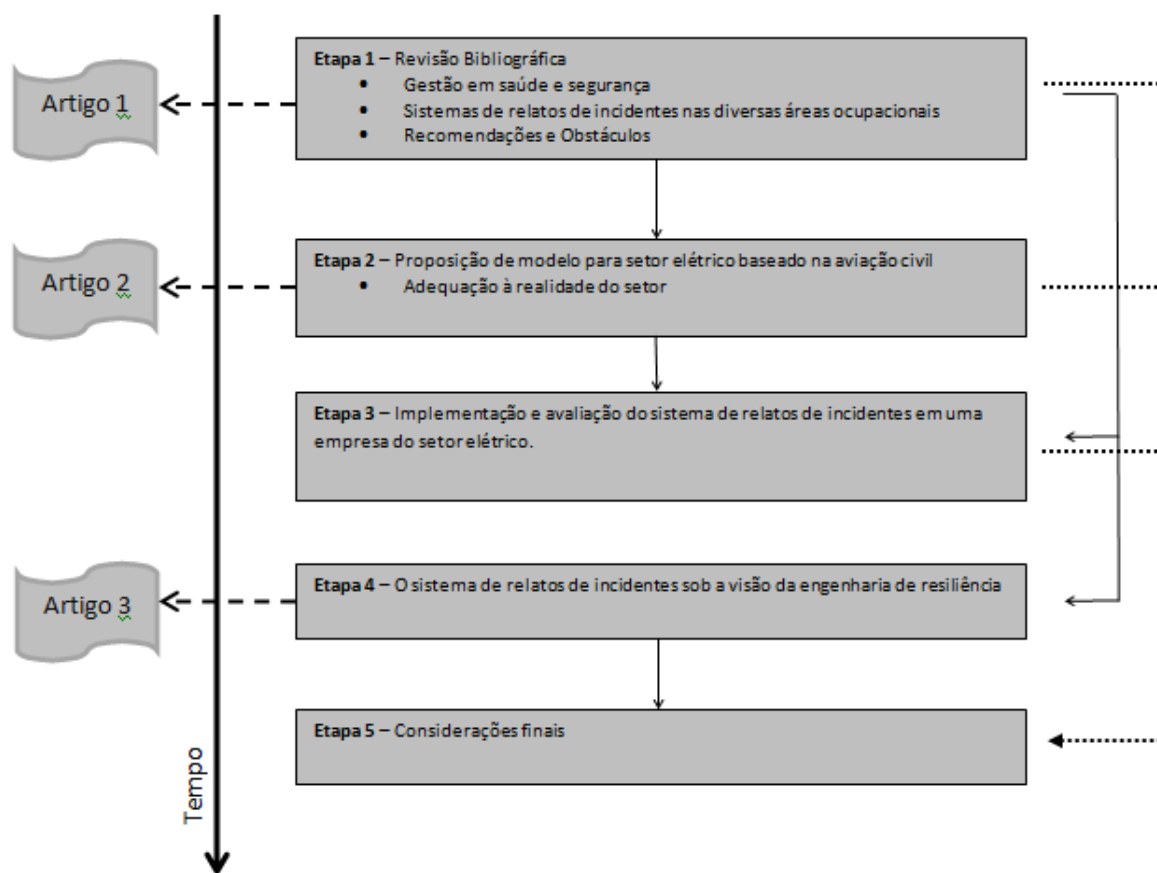 Etapa 1 – Revisão Bibliográfica
• Gestão em saúde e segurança
• Sistemas de relatos de incidentes nas diversas áreas ocupacionais
• Recomendações e Obstáculos
Artigo 1
Etapa 2 – Proposição de modelo para setor elétrico baseado na aviação civil
• Adequação à realidade do setor
Artigo 2
Etapa 3 – Implementação e avaliação do sistema de relatos de incidentes em uma
empresa do setor elétrico.
Etapa 4 – O sistema de relatos de incidentes sob a visão da engenharia de resiliência
Artigo 3
Etapa 5 – Considerações finais
Tempo